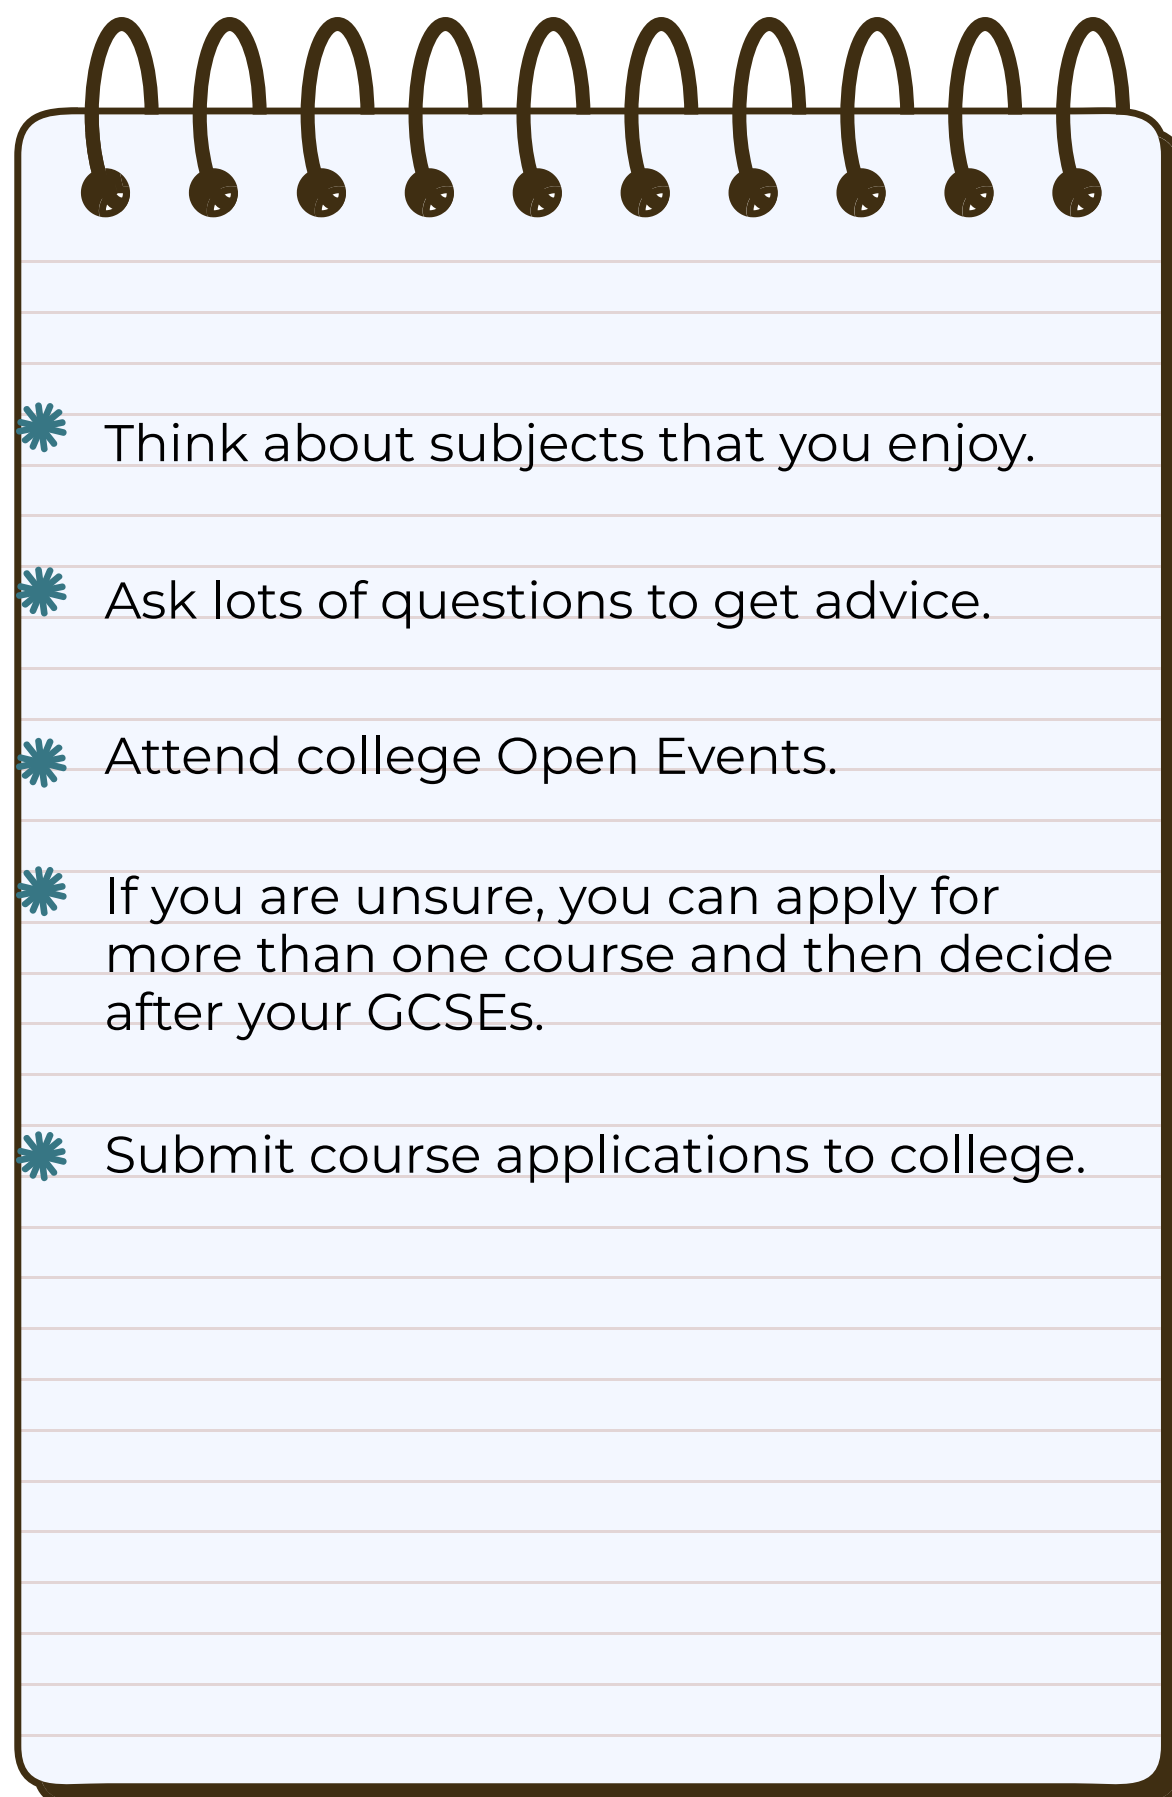 Think about subjects that you enjoy.
Ask lots of questions to get advice.
Attend college Open Events.
If you are unsure, you can apply for
more than one course and then decide
after your GCSEs.
Submit course applications to college.